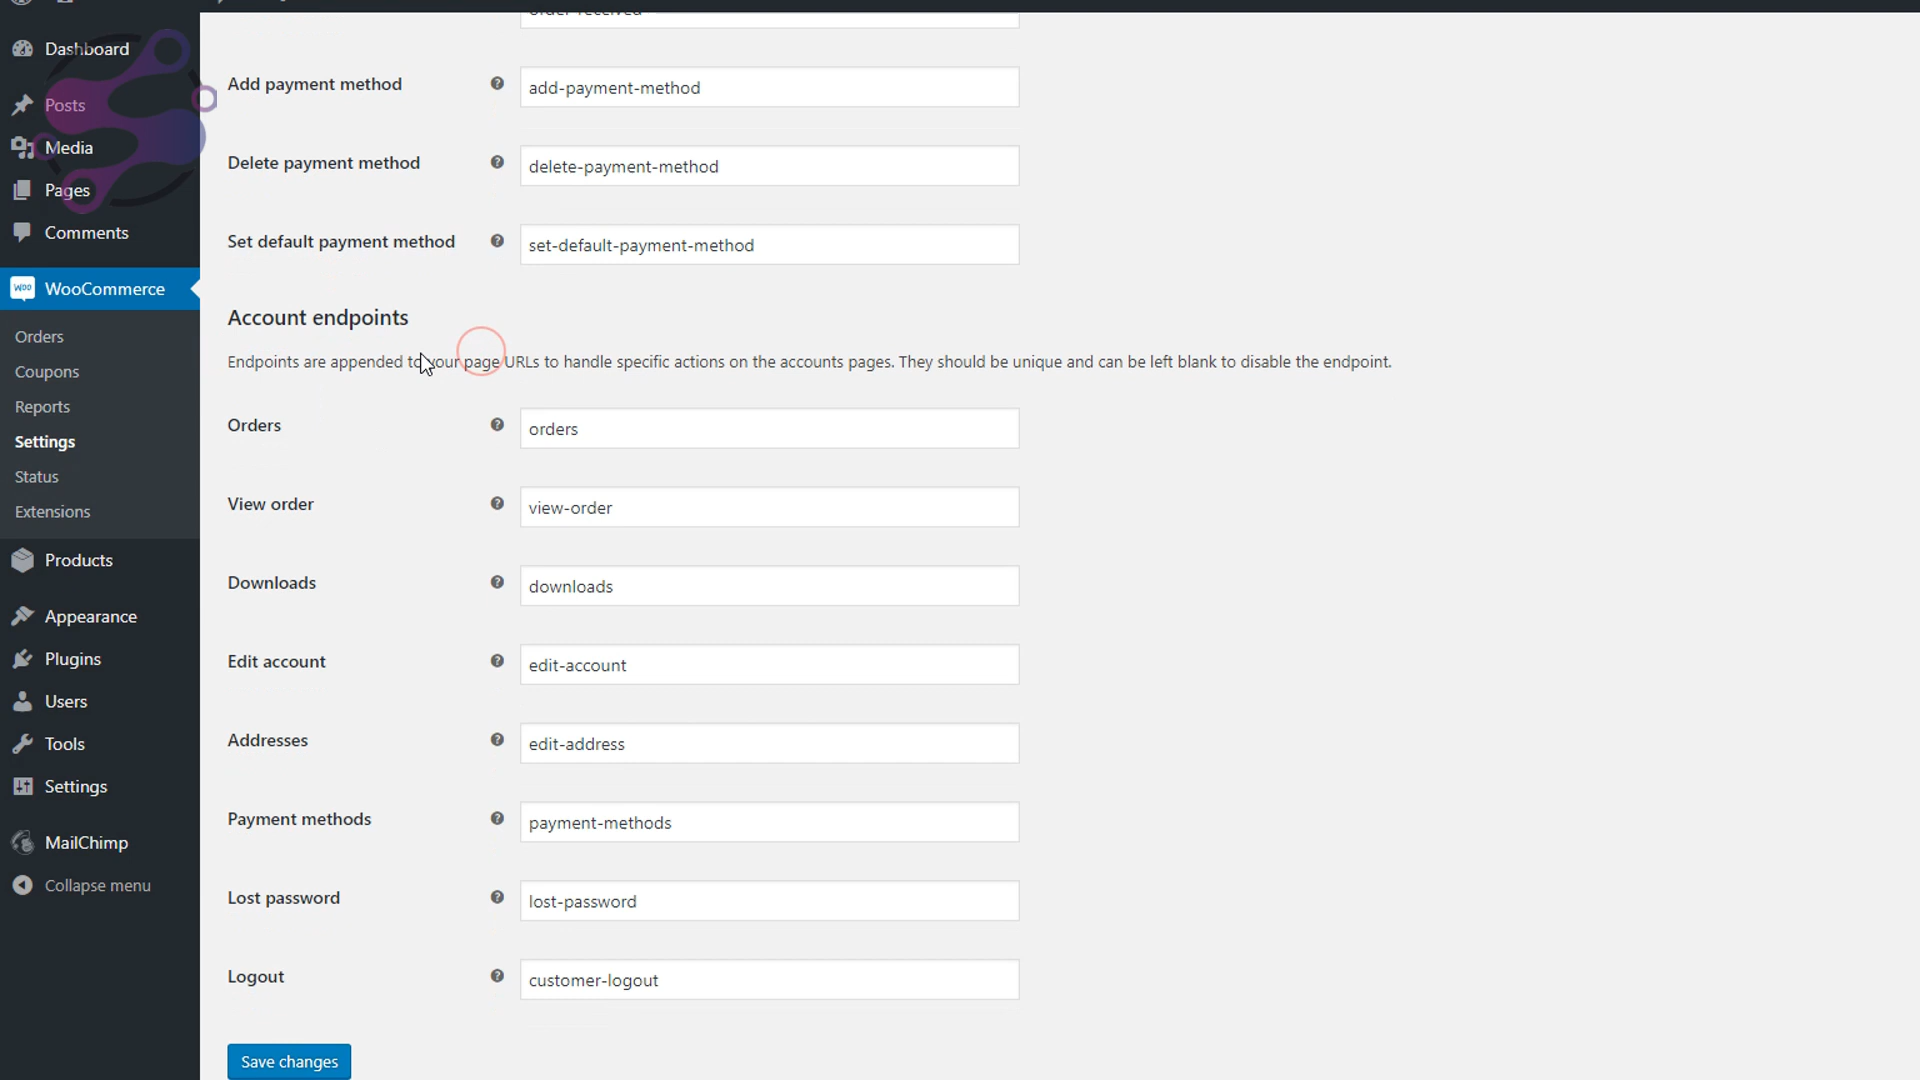 order-received
Dashboard
Add payment method
add-payment-method
Posts
Media
Delete payment method
delete-payment-method
Pages
Comments
Set default payment method
set-default-payment-method
WOO
WooCommerce
Account endpoints
Orders
Endpoints are appended to your page URLs to handle specific actions on the accounts pages. They should be unique and can be left blank to disable the endpoint.
Coupons
Reports
Orders
orders
Settings
Status
View order
view-order
Extensions
Products
Downloads
downloads
Appearance
Plugins
Edit account
edit-account
Users
Tools
Addresses
edit-address
Settings
Payment methods
payment-methods
MailChimp
Collapse menu
Lost password
lost-password
Logout
customer-logout
Save changes